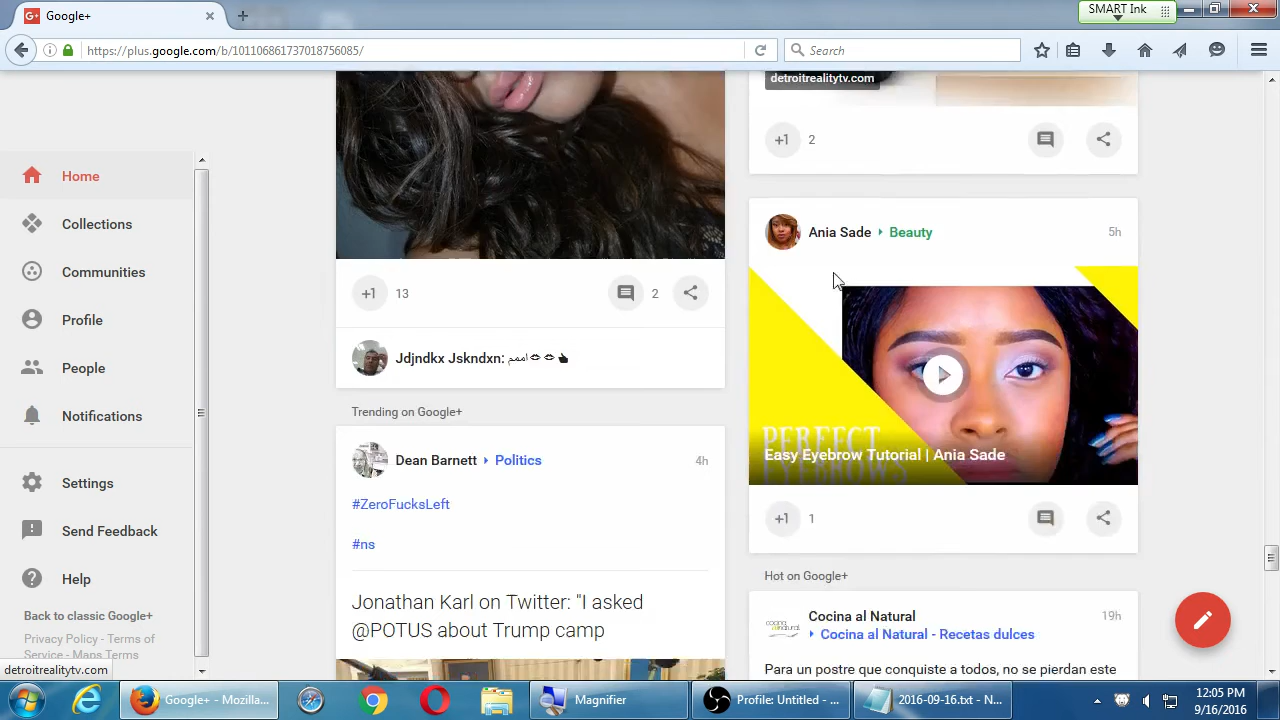 Google+
SMART Ink
https://plus.google.com/b/101106861737018756085/
Search
Home
Collections
Communities
Profile
People
Notifications
Settings
Send Feedback
Help
Back to classic Google+
Privacy Policy - Terms of
Service - Maps Terms
detroitrealitytv.com
+1 13
2
Jdjndkx Jskndxn: اممم
Trending on Google+
Dean Barnett Politics 4h
#ZeroFucksLeft
#ns
Jonathan Karl on Twitter: "I asked
@POTUS about Trump camp
detroitrealitytv.com
+1 2
Ania Sade Beauty 5h
PERFECT
EYEBROWS
Easy Eyebrow Tutorial | Ania Sade
+1 1
Hot on Google+
Cocina al Natural 19h
Cocina al Natural - Recetas dulces
Para un postre que conquiste a todos, no se pierdan este
Google+ - Mozilla...
Magnifier
Profile: Untitled - ...
2016-09-16.txt - N...
12:05 PM
9/16/2016